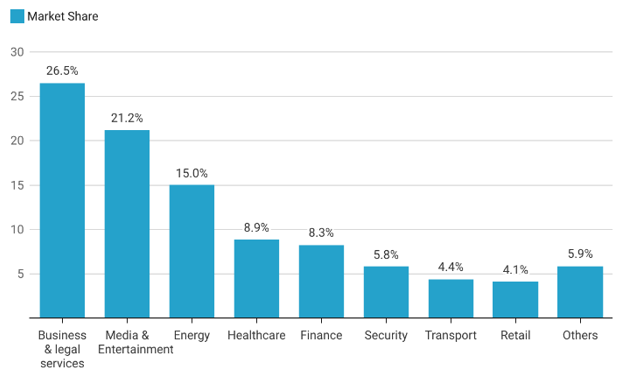 Market Share
30
25
20
15
10
5
26.5%
21.2%
15.0%
8.9%
8.3%
5.8%
4.4%
4.1%
5.9%
Business
& legal
services
Media &
Entertainment
Energy
Healthcare
Finance
Security
Transport
Retail
Others